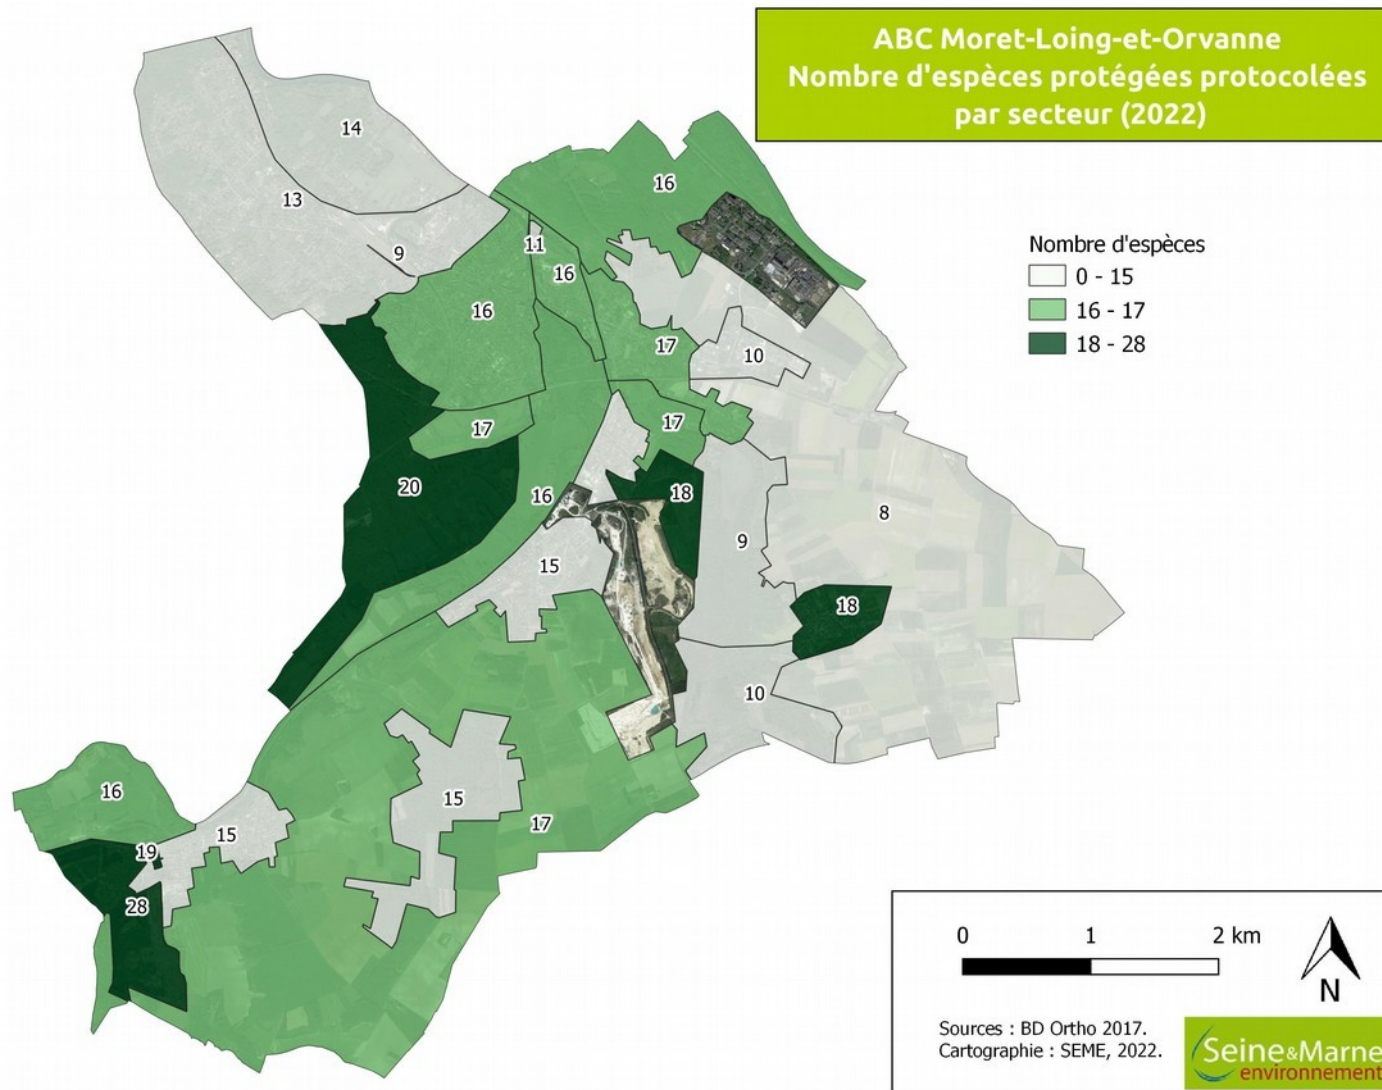 ABC Moret-Loing-et-Orvanne
Nombre d'espèces protégées protocolées
par secteur (2022)
14
13
9
16
11
16
16
17
10
17
17
20
16
18
8
9
15
18
10
16
15
17
15
19
28
Nombre d'espèces
0 - 15
16 - 17
18 - 28
0 1 2 km
N
Sources : BD Ortho 2017.
Cartographie : SEME, 2022.
Seine&Marne
environnement